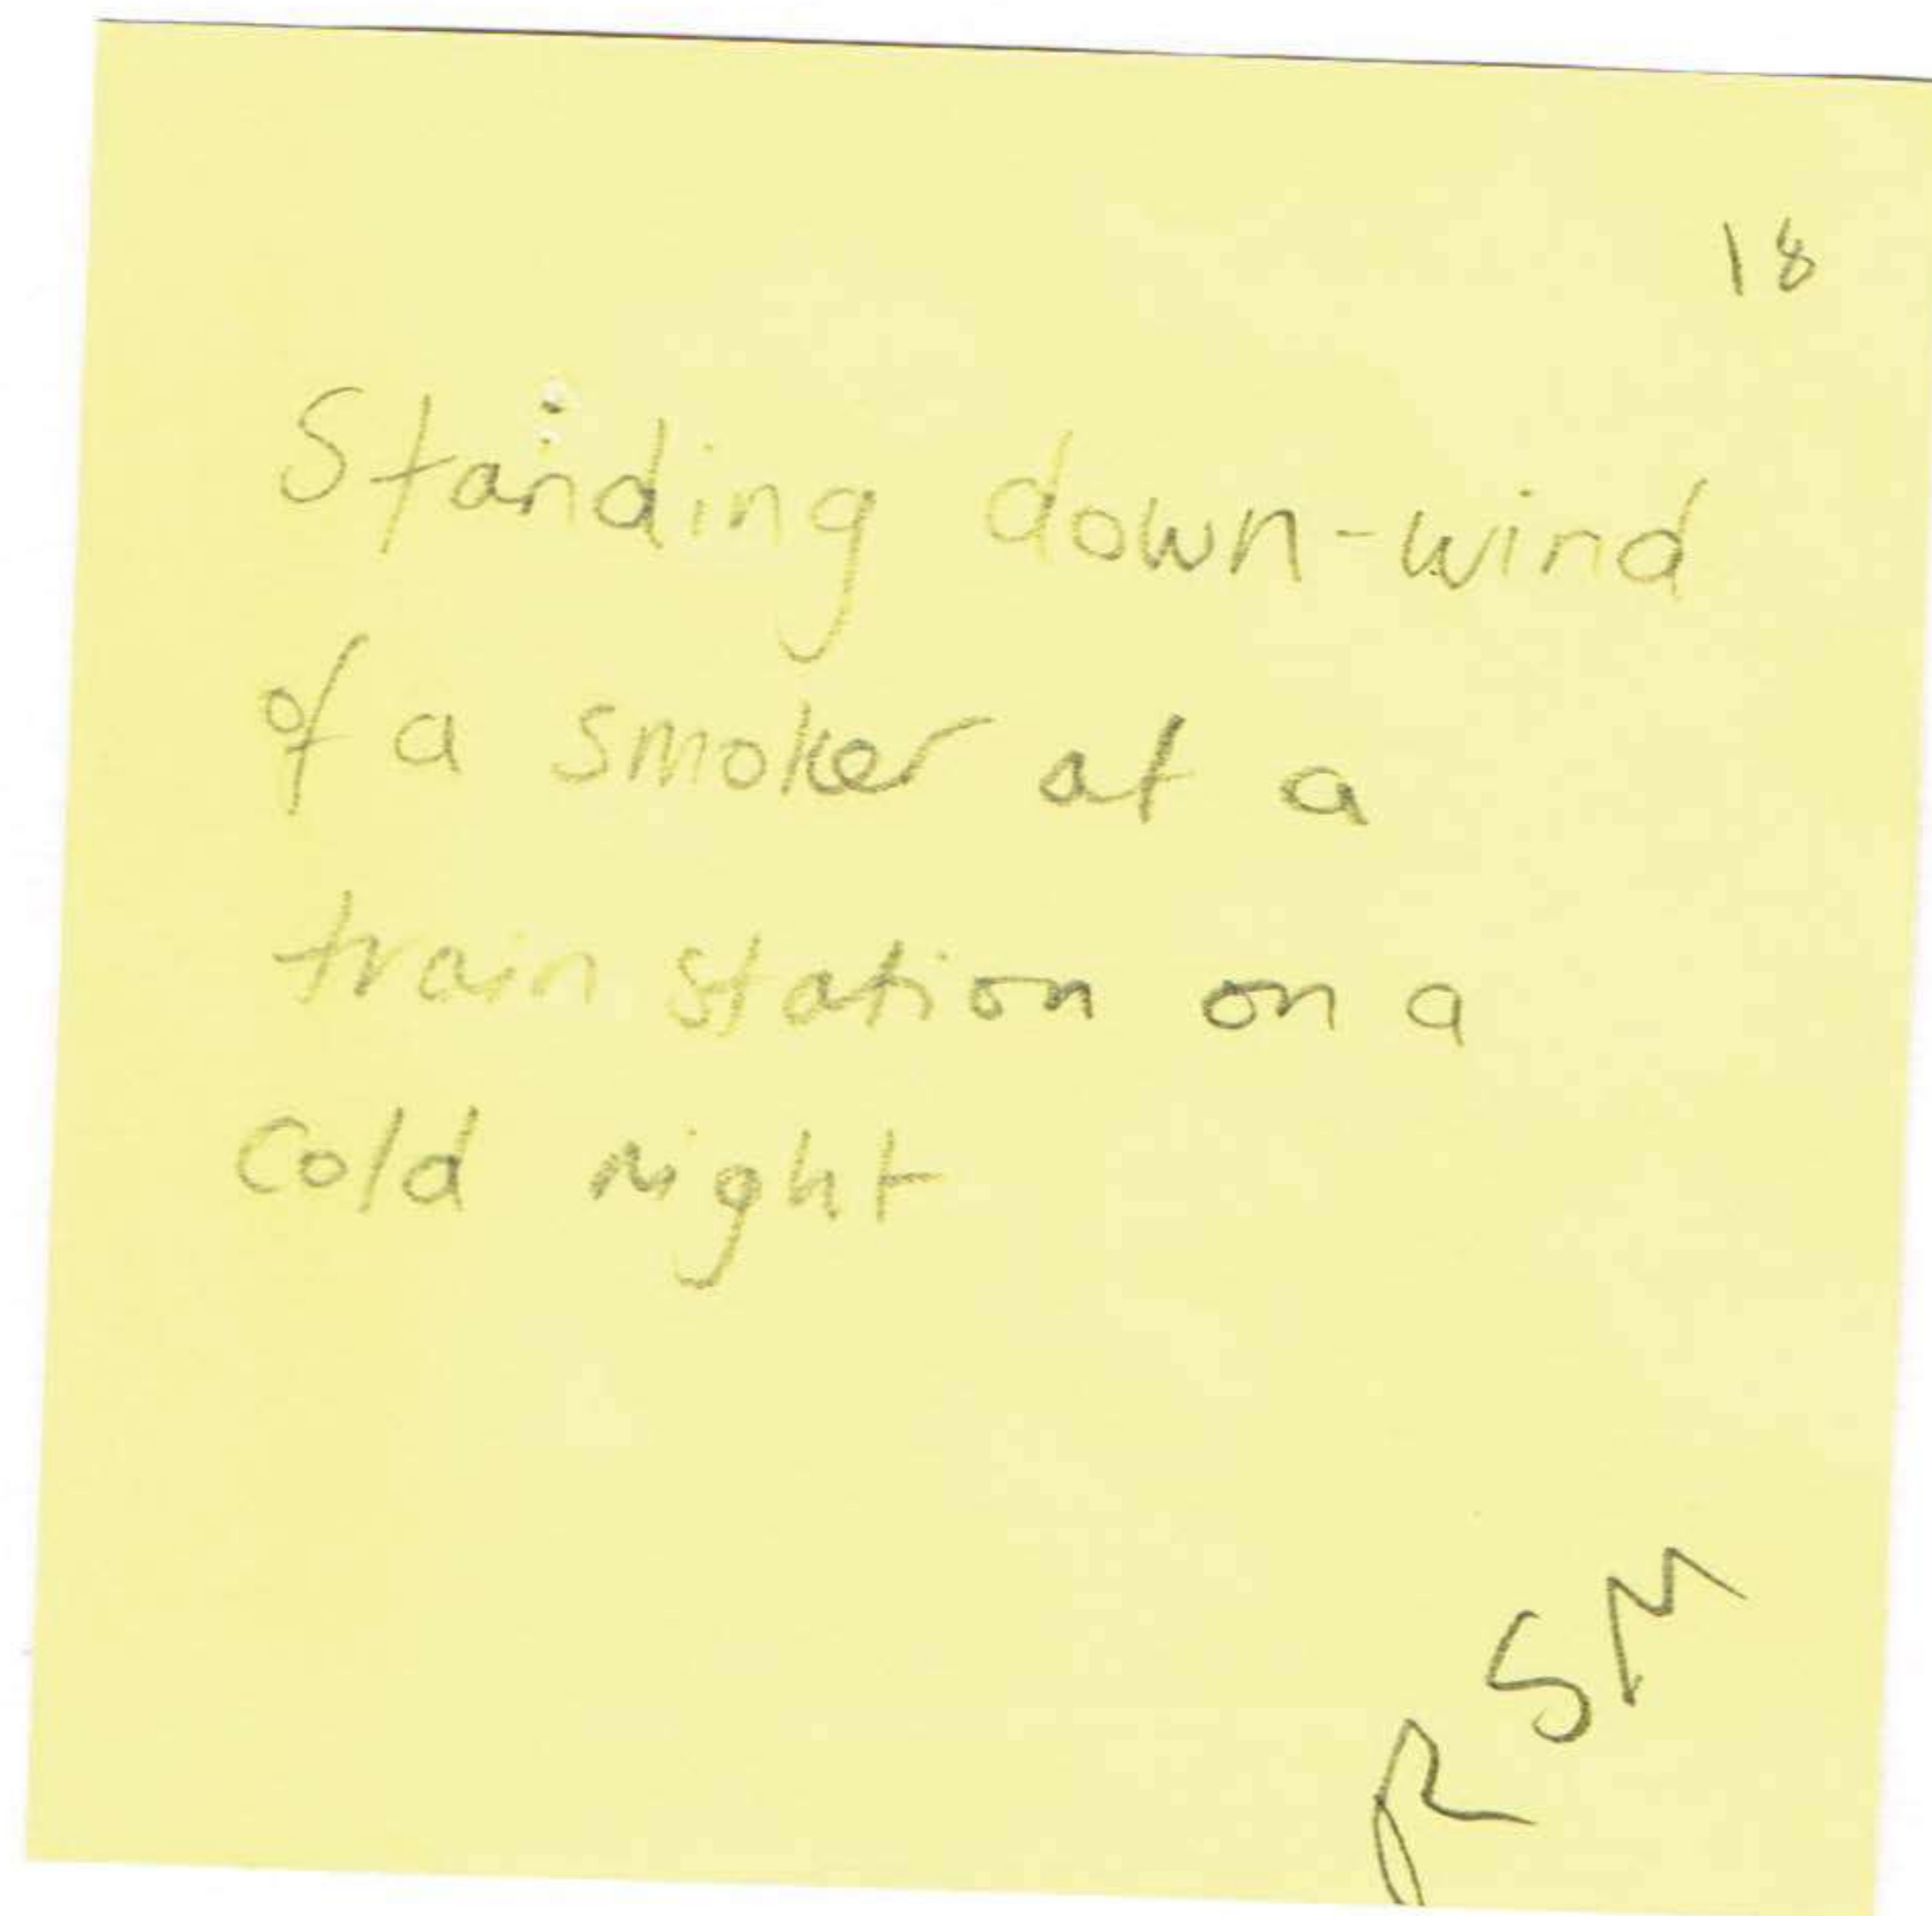 18
Standing down-wind
of a smoker at a
train station on a
cold night
RSM